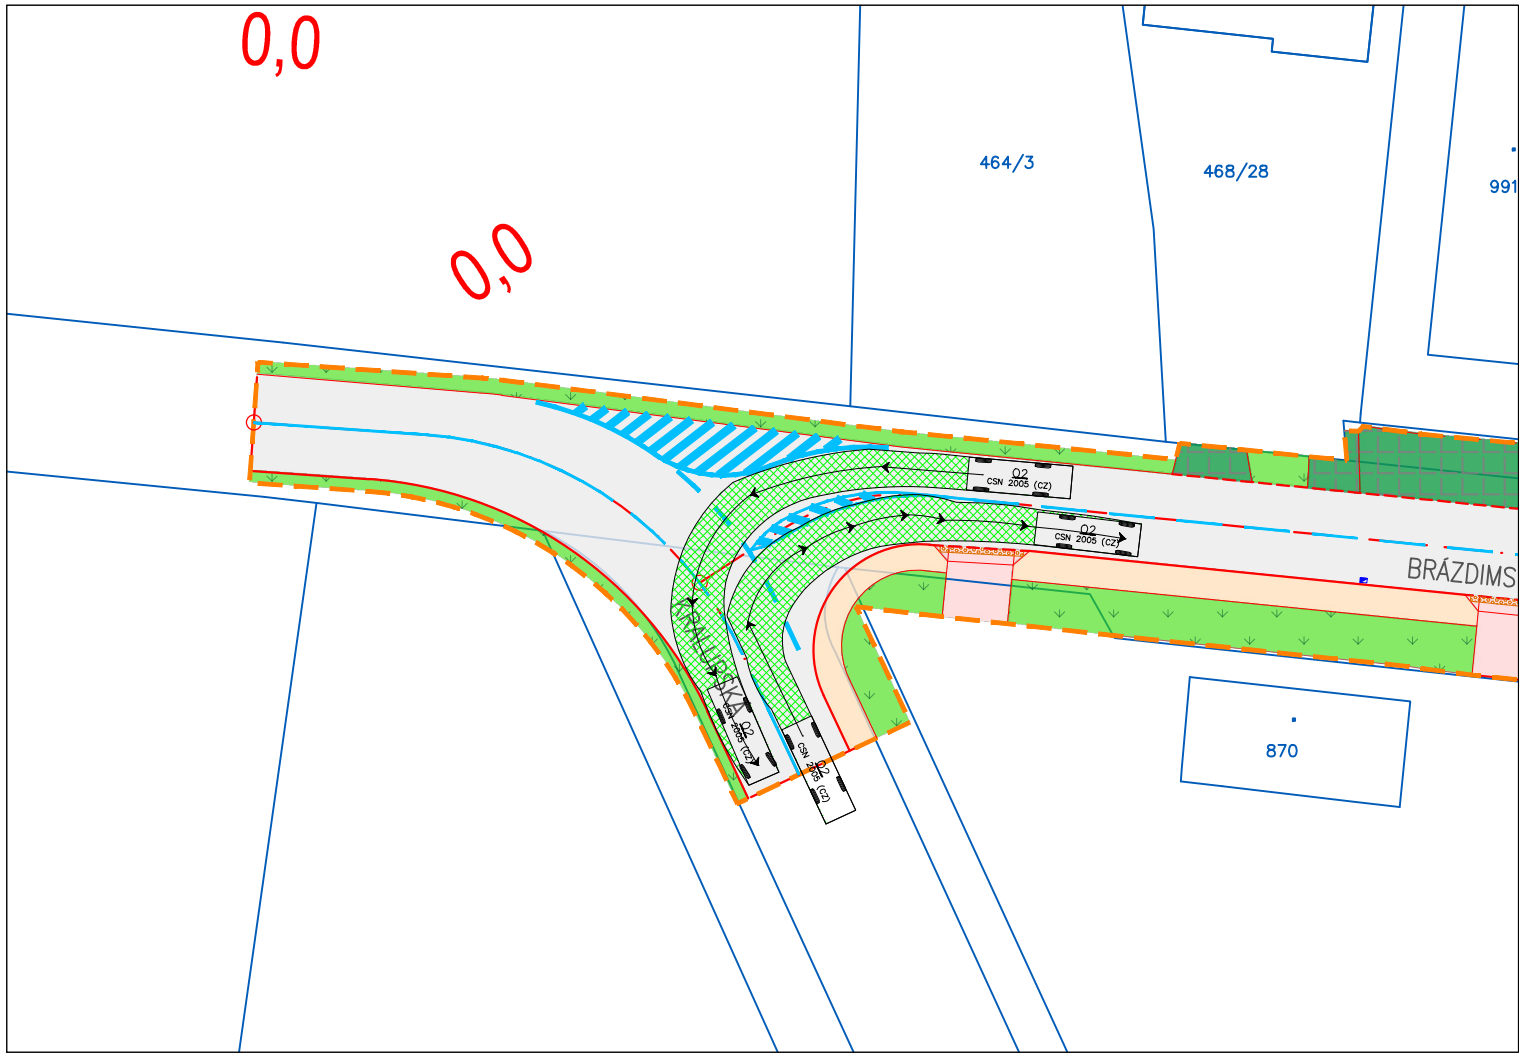 0,0
464/3
468/28
991
0,0
O2
CSN 2005 (CZ)
O2
CSN 2005 (CZ)
BRÁZDIMS
KRALUPSKÁ
O2
CSN 2005 (CZ)
O2
CSN 2005 (CZ)
870